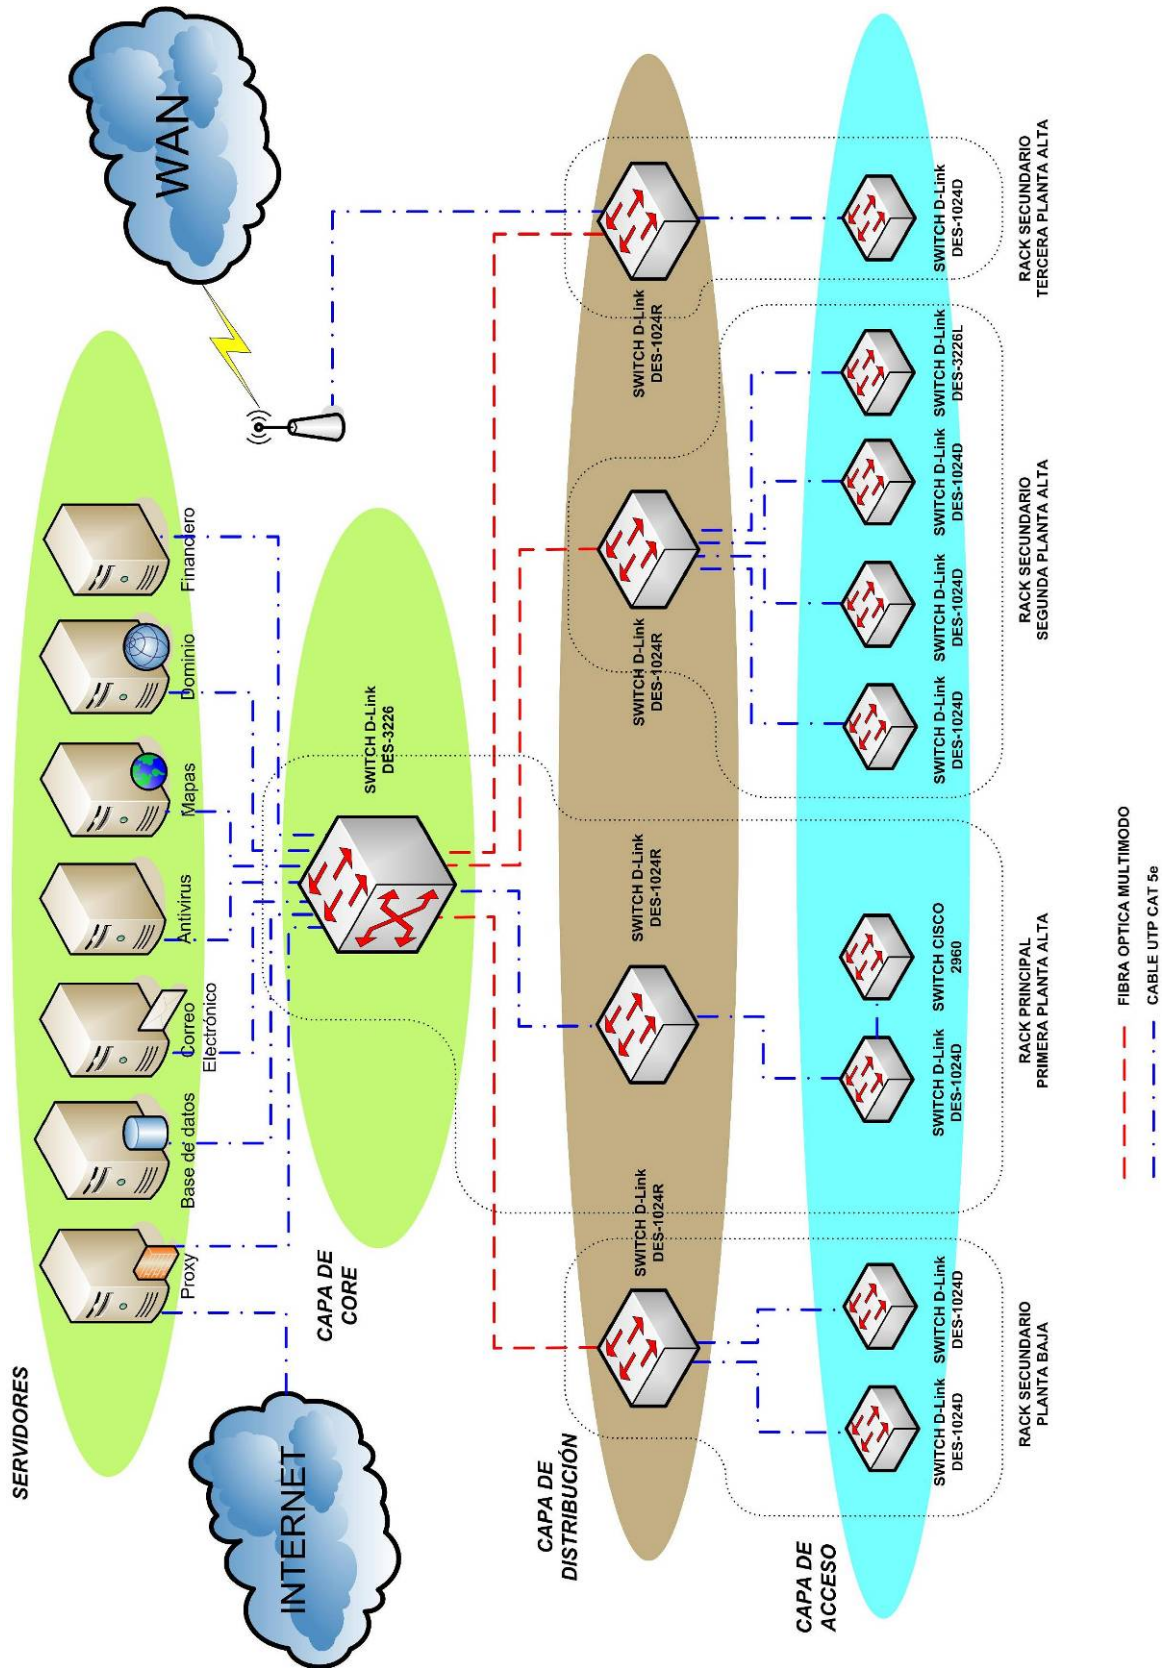 SERVIDORES
Proxy
Base de datos
Correo
Electrónico
Antivirus
Mapas
Dominio
Financiero
INTERNET
WAN
CAPA DE
CORE
SWITCH D-Link
DES-3226
CAPA DE
DISTRIBUCIÓN
SWITCH D-Link
DES-1024R
SWITCH D-Link
DES-1024R
SWITCH D-Link
DES-1024R
SWITCH D-Link
DES-1024R
CAPA DE
ACCESO
SWITCH D-Link
DES-1024D
SWITCH D-Link
DES-1024D
SWITCH D-Link
DES-1024D
SWITCH CISCO
2960
SWITCH D-Link
DES-1024D
SWITCH D-Link
DES-1024D
SWITCH D-Link
DES-1024D
SWITCH D-Link
DES-3226L
SWITCH D-Link
DES-1024D
RACK SECUNDARIO
PLANTA BAJA
RACK PRINCIPAL
PRIMERA PLANTA ALTA
RACK SECUNDARIO
SEGUNDA PLANTA ALTA
RACK SECUNDARIO
TERCERA PLANTA ALTA
FIBRA OPTICA MULTIMODO
CABLE UTP CAT 5e